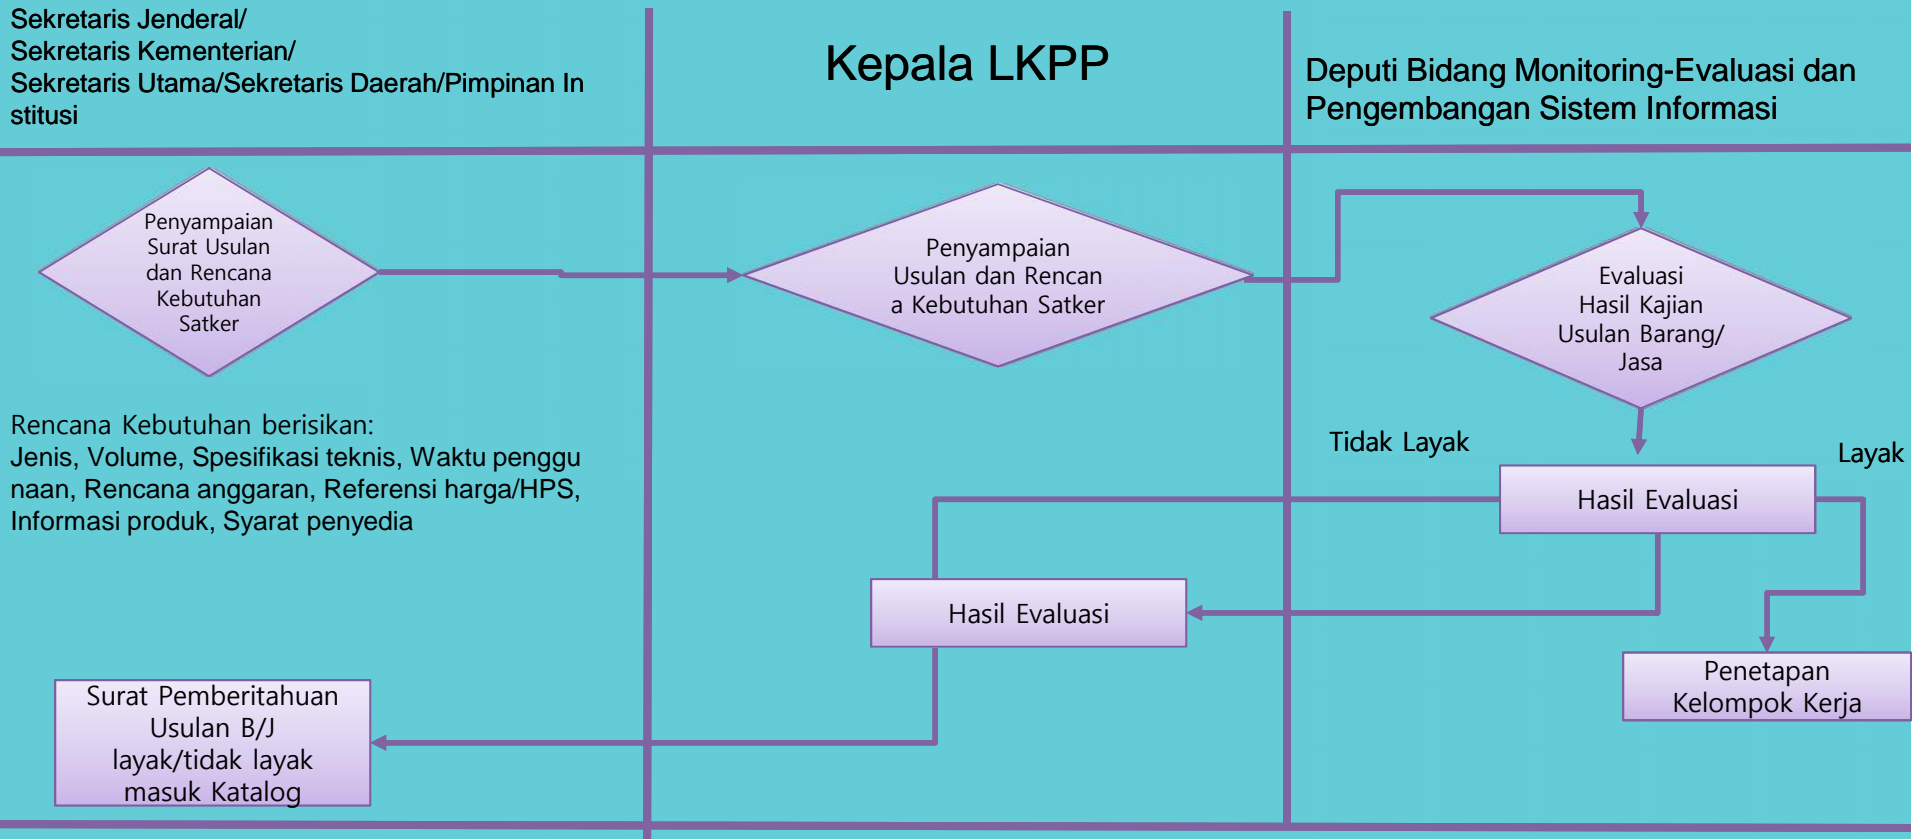 Sekretaris Jenderal/
Sekretaris Kementerian/
Sekretaris Utama/Sekretaris Daerah/Pimpinan In
stitusi
Kepala LKPP
Deputi Bidang Monitoring-Evaluasi dan
Pengembangan Sistem Informasi
Penyampaian
Surat Usulan
dan Rencana
Kebutuhan
Satker
Penyampaian
Usulan dan Rencan
a Kebutuhan Satker
Evaluasi
Hasil Kajian
Usulan Barang/
Jasa
Rencana Kebutuhan berisikan:
Jenis, Volume, Spesifikasi teknis, Waktu penggu
naan, Rencana anggaran, Referensi harga/HPS,
Informasi produk, Syarat penyedia
Tidak Layak
Layak
Hasil Evaluasi
Hasil Evaluasi
Penetapan
Kelompok Kerja
Surat Pemberitahuan
Usulan B/J
layak/tidak layak
masuk Katalog